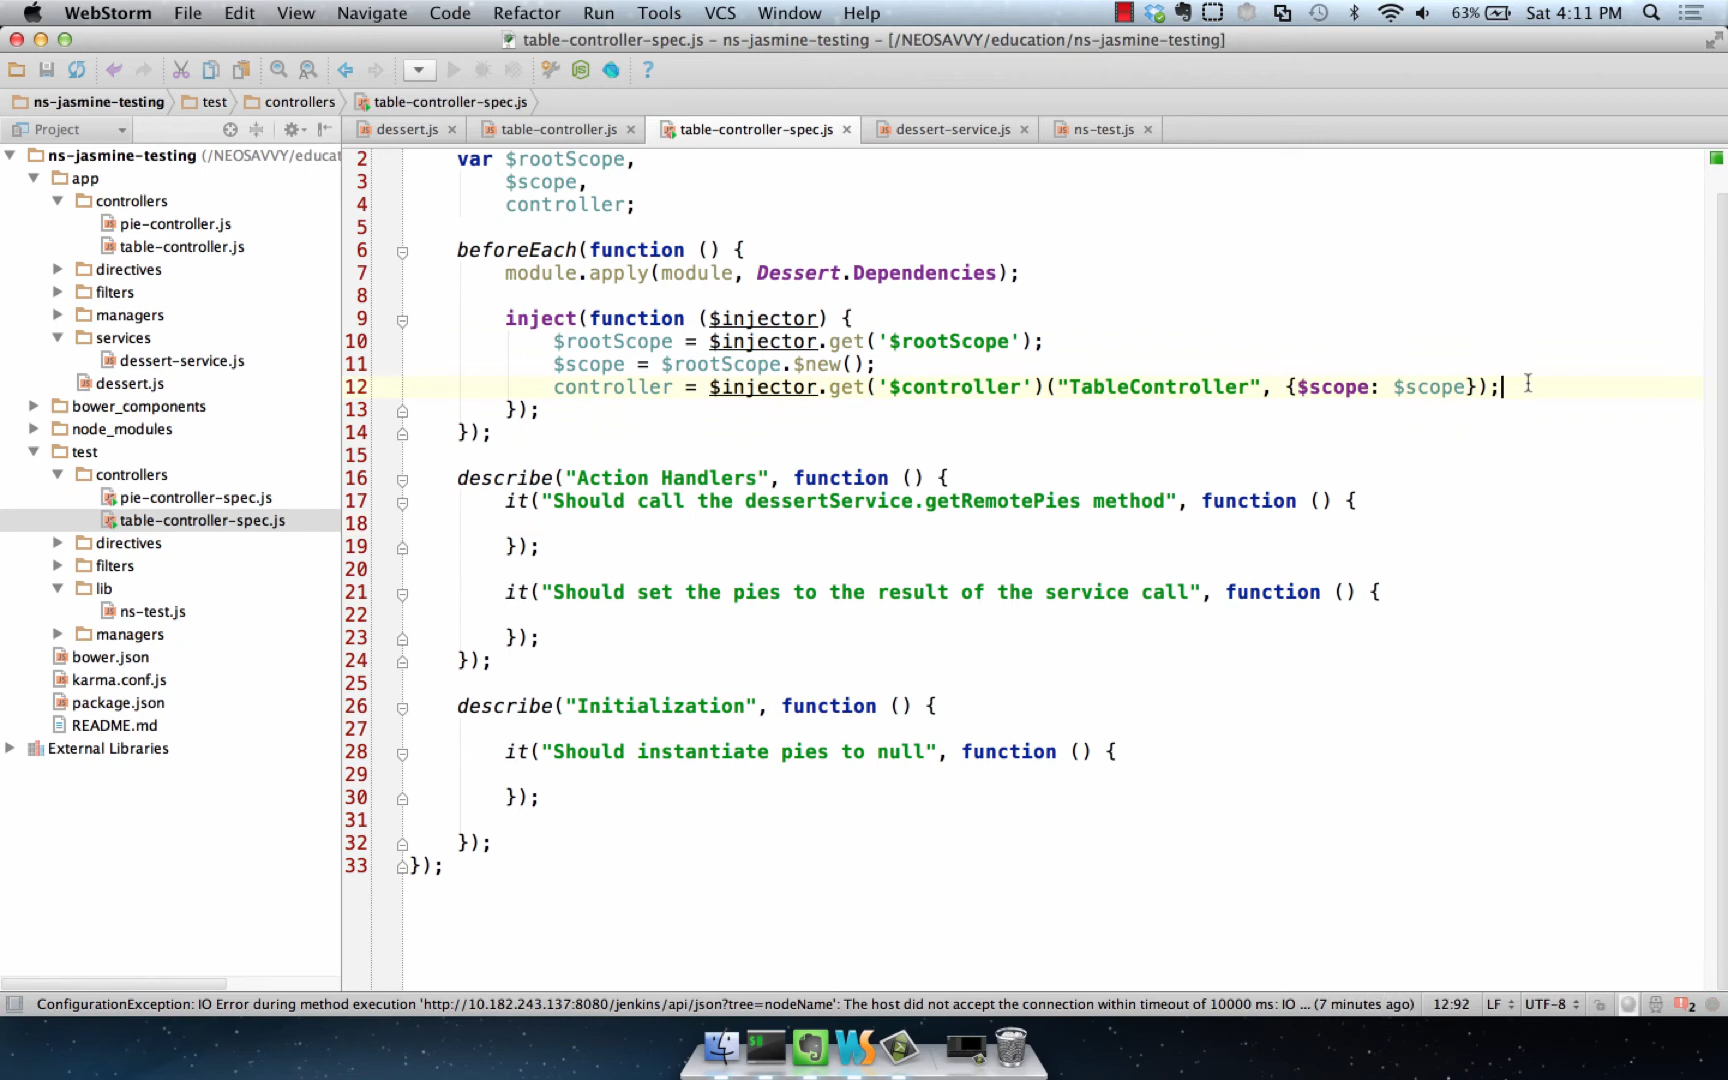 WebStorm File Edit View Navigate Code Refactor Run Tools VCS Window Help 63% Sat 4:11 PM
table-controller-spec.js – ns-jasmine-testing – [/NEOSAVVY/education/ns-jasmine-testing]
ns-jasmine-testing test controllers table-controller-spec.js
Project
dessert.js table-controller.js table-controller-spec.js dessert-service.js ns-test.js
ns-jasmine-testing (/NEOSAVVY/educat
app
controllers
pie-controller.js
table-controller.js
directives
filters
managers
services
dessert-service.js
dessert.js
bower_components
node_modules
test
controllers
pie-controller-spec.js
table-controller-spec.js
directives
filters
lib
ns-test.js
managers
bower.json
karma.conf.js
package.json
README.md
External Libraries
2 var $rootScope,
3 $scope,
4 controller;
5
6 beforeEach(function () {
7 module.apply(module, Dessert.Dependencies);
8
9 inject(function ($injector) {
10 $rootScope = $injector.get('$rootScope');
11 $scope = $rootScope.$new();
12 controller = $injector.get('$controller')("TableController", {$scope: $scope});
13 });
14 });
15
16 describe("Action Handlers", function () {
17 it("Should call the dessertService.getRemotePies method", function () {
18
19 });
20
21 it("Should set the pies to the result of the service call", function () {
22
23 });
24 });
25
26 describe("Initialization", function () {
27
28 it("Should instantiate pies to null", function () {
29
30 });
31
32 });
33 });
ConfigurationException: IO Error during method execution 'http://10.182.243.137:8080/jenkins/api/json?tree=nodeName': The host did not accept the connection within timeout of 10000 ms: IO ... (7 minutes ago) 12:92 LF UTF-8 2